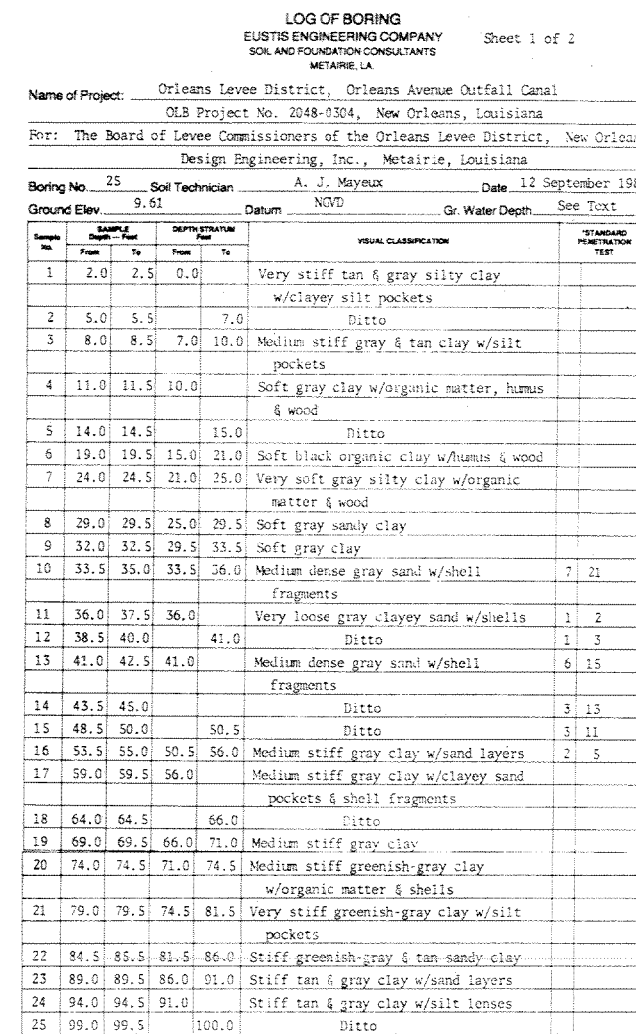 LOG OF BORING
EUSTIS ENGINEERING COMPANY Sheet 1 of 2
SOIL AND FOUNDATION CONSULTANTS
METAIRIE, LA.
Name of Project: Orleans Levee District, Orleans Avenue Outfall Canal
OLB Project No. 2048-0304, New Orleans, Louisiana
For: The Board of Levee Commissioners of the Orleans Levee District, New Orlea
Design Engineering, Inc., Metairie, Louisiana
Boring No. 25 Soil Technician A. J. Mayeux Date 12 September 198
Ground Elev. 9.61 Datum NGVD Gr. Water Depth See Text
Sample No. SAMPLE Depth — Feet From To DEPTH STRATUM Feet From To VISUAL CLASSIFICATION *STANDARD PENETRATION TEST
1 2.0 2.5 0.0 Very stiff tan & gray silty clay
w/clayey silt pockets
2 5.0 5.5 7.0 Ditto
3 8.0 8.5 7.0 10.0 Medium stiff gray & tan clay w/silt
pockets
4 11.0 11.5 10.0 Soft gray clay w/organic matter, humus
& wood
5 14.0 14.5 15.0 Ditto
6 19.0 19.5 15.0 21.0 Soft black organic clay w/humus & wood
7 24.0 24.5 21.0 25.0 Very soft gray silty clay w/organic
matter & wood
8 29.0 29.5 25.0 29.5 Soft gray sandy clay
9 32.0 32.5 29.5 33.5 Soft gray clay
10 33.5 35.0 33.5 36.0 Medium dense gray sand w/shell 7 21
fragments
11 36.0 37.5 36.0 Very loose gray clayey sand w/shells 1 2
12 38.5 40.0 41.0 Ditto 1 3
13 41.0 42.5 41.0 Medium dense gray sand w/shell 6 15
fragments
14 43.5 45.0 Ditto 3 13
15 48.5 50.0 50.5 Ditto 3 11
16 53.5 55.0 50.5 56.0 Medium stiff gray clay w/sand layers 2 5
17 59.0 59.5 56.0 Medium stiff gray clay w/clayey sand
pockets & shell fragments
18 64.0 64.5 66.0 Ditto
19 69.0 69.5 66.0 71.0 Medium stiff gray clay
20 74.0 74.5 71.0 74.5 Medium stiff greenish-gray clay
w/organic matter & shells
21 79.0 79.5 74.5 81.5 Very stiff greenish-gray clay w/silt
pockets
22 84.5 85.5 81.5 86.0 Stiff greenish-gray & tan sandy clay
23 89.0 89.5 86.0 91.0 Stiff tan & gray clay w/sand layers
24 94.0 94.5 91.0 Stiff tan & gray clay w/silt lenses
25 99.0 99.5 100.0 Ditto